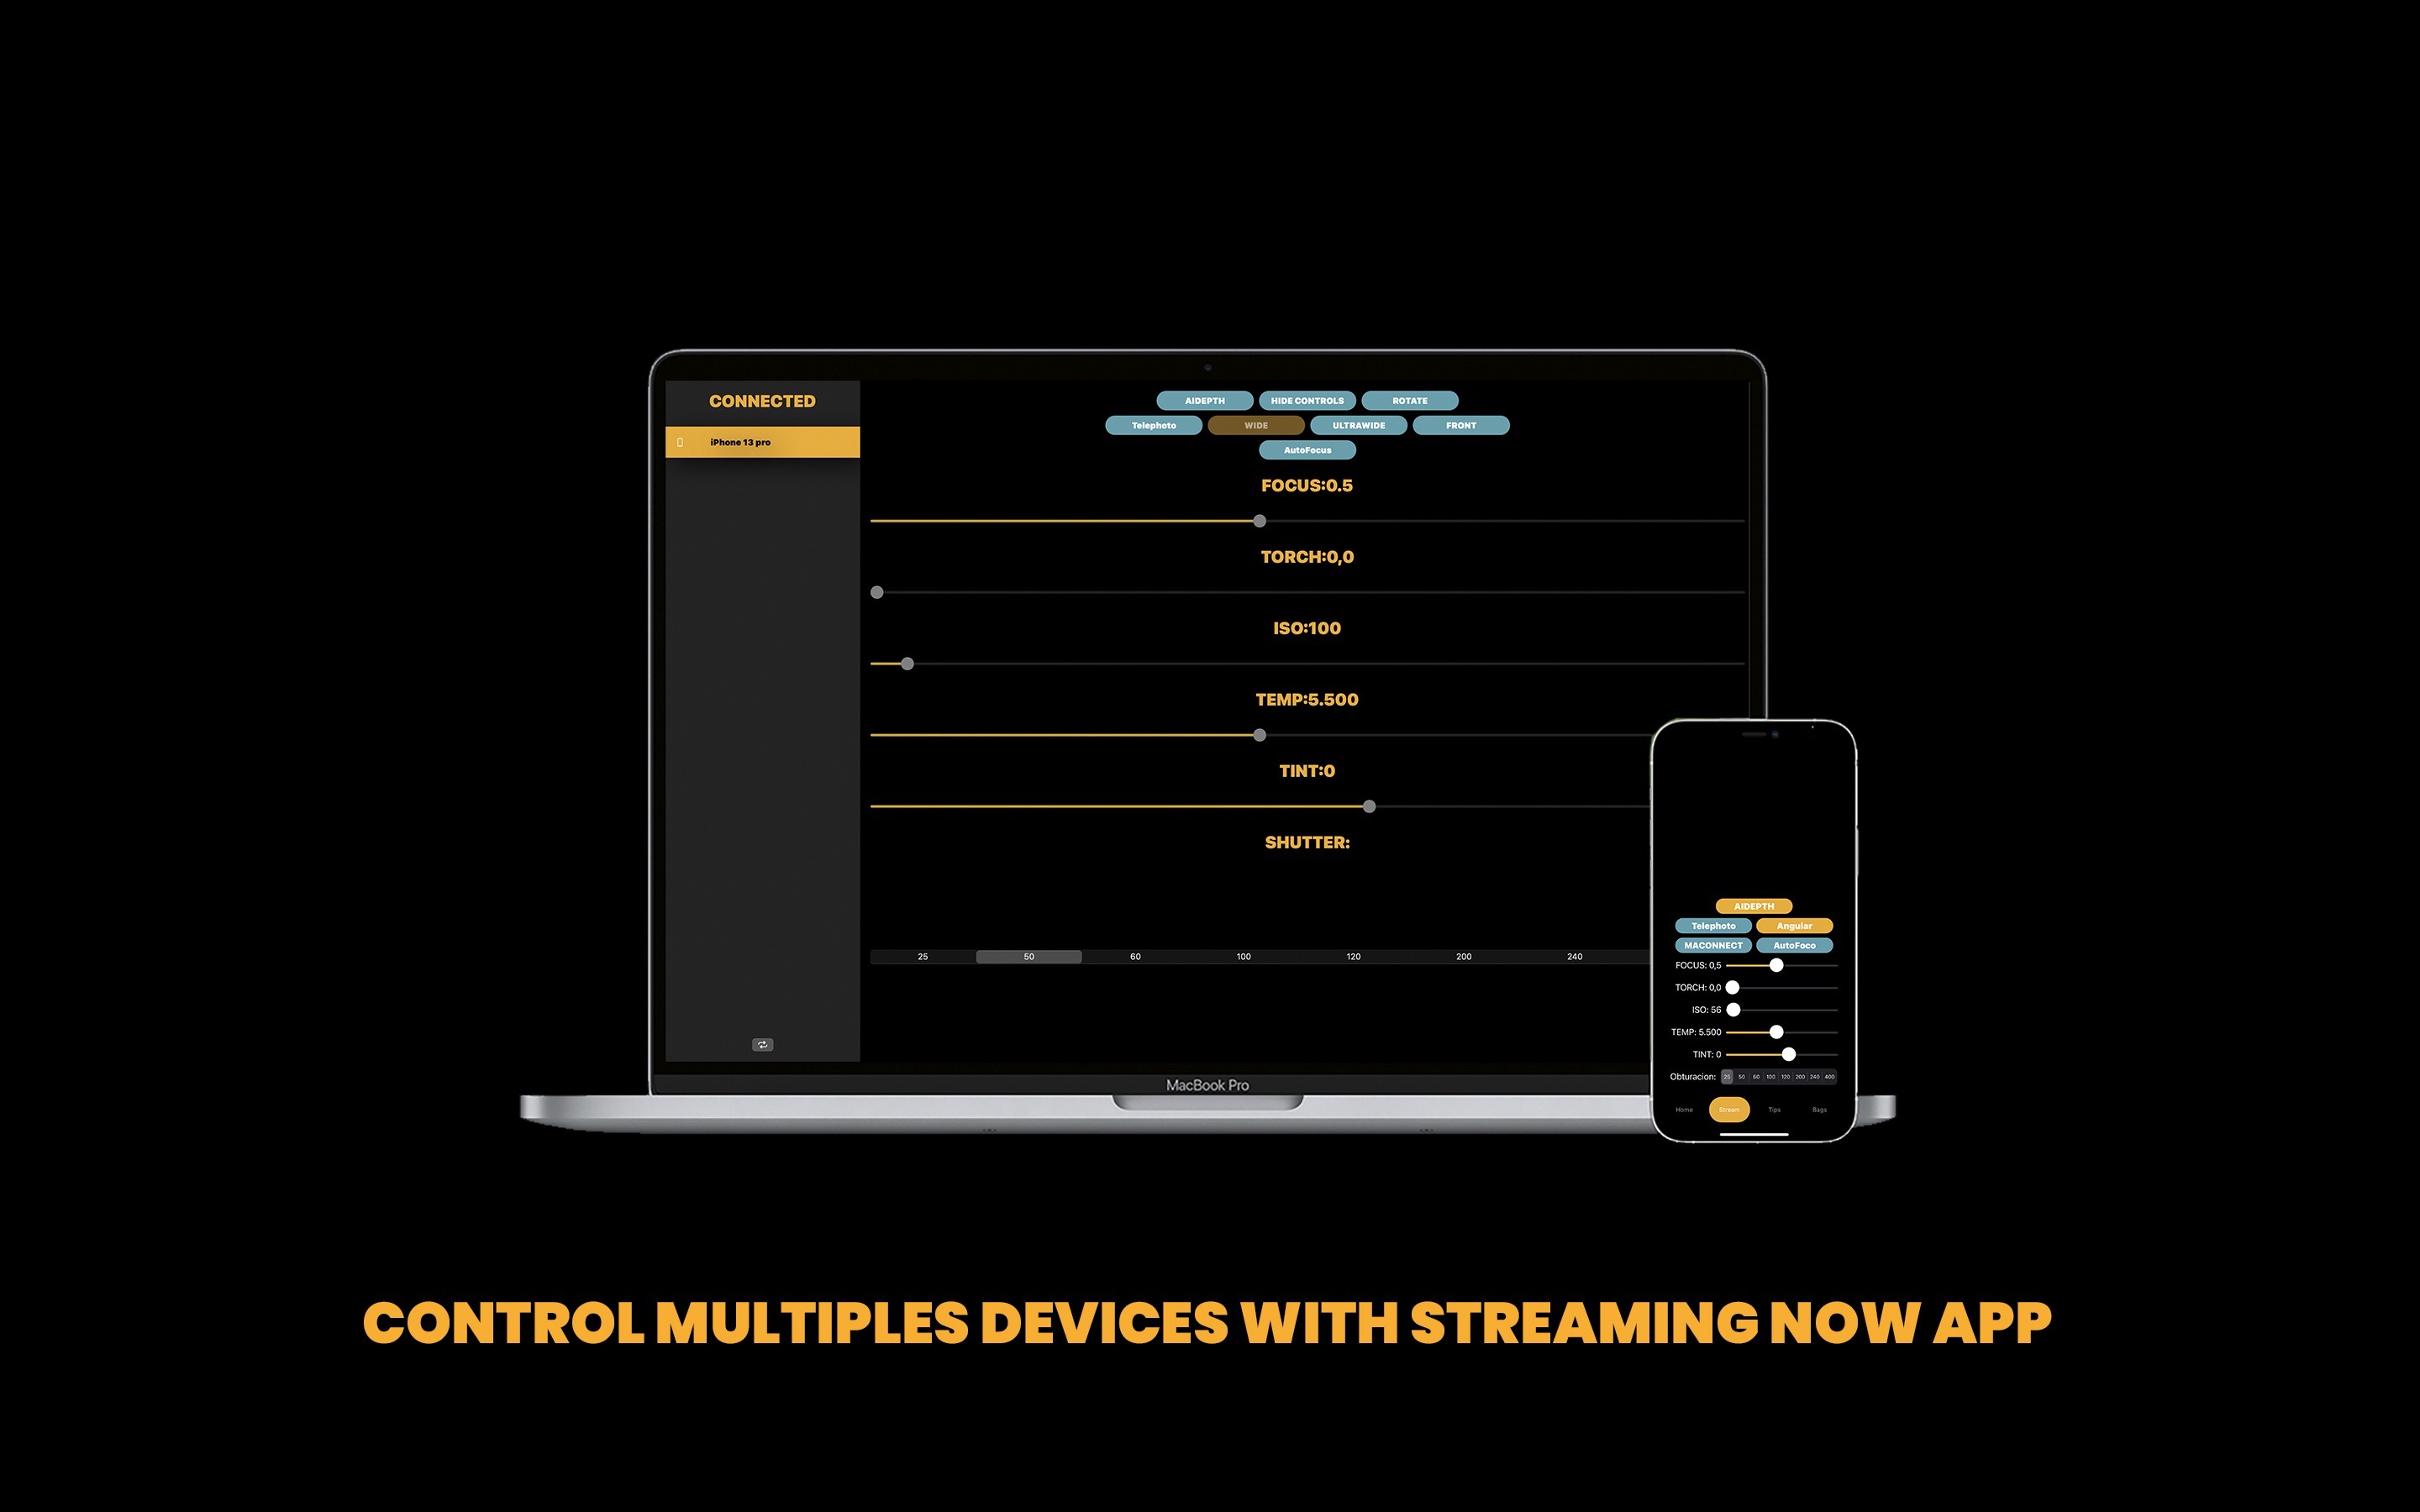 CONNECTED
iPhone 13 pro
AIDEPTH HIDE CONTROLS ROTATE
Telephoto WIDE ULTRAWIDE FRONT
AutoFocus
FOCUS:0.5
TORCH:0,0
ISO:100
TEMP:5.500
TINT:0
SHUTTER:
25 50 60 100 120 200 240
MacBook Pro
AIDEPTH
Telephoto Angular
MACONNECT AutoFoco
FOCUS: 0,5
TORCH: 0,0
ISO: 56
TEMP: 5.500
TINT: 0
Obturacion: 25 50 60 100 120 200 240 400
Home Stream Tips Bags
CONTROL MULTIPLES DEVICES WITH STREAMING NOW APP